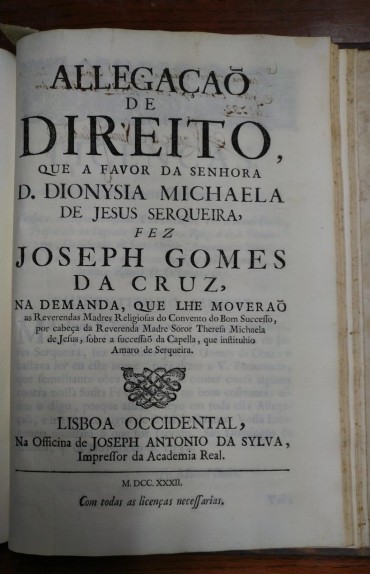 ALLEGAÇAÕ
DE
DIREITO,
QUE A FAVOR DA SENHORA
D. DIONYSIA MICHAELA
DE JESUS SERQUEIRA,
FEZ
JOSEPH GOMES
DA CRUZ,
NA DEMANDA, QUE LHE MOVERAÕ
as Reverendas Madres Religiosas do Convento do Bom Successo,
por cabeça da Reverenda Madre Soror Theresa Michaela
de Jesus, sobre a successaõ da Capella, que instituhio
Amaro de Serqueira.
LISBOA OCCIDENTAL,
Na Officina de JOSEPH ANTONIO DA SYLVA,
Impressor da Academia Real.
M. DCC. XXXII.
Com todas as licenças necessarias.